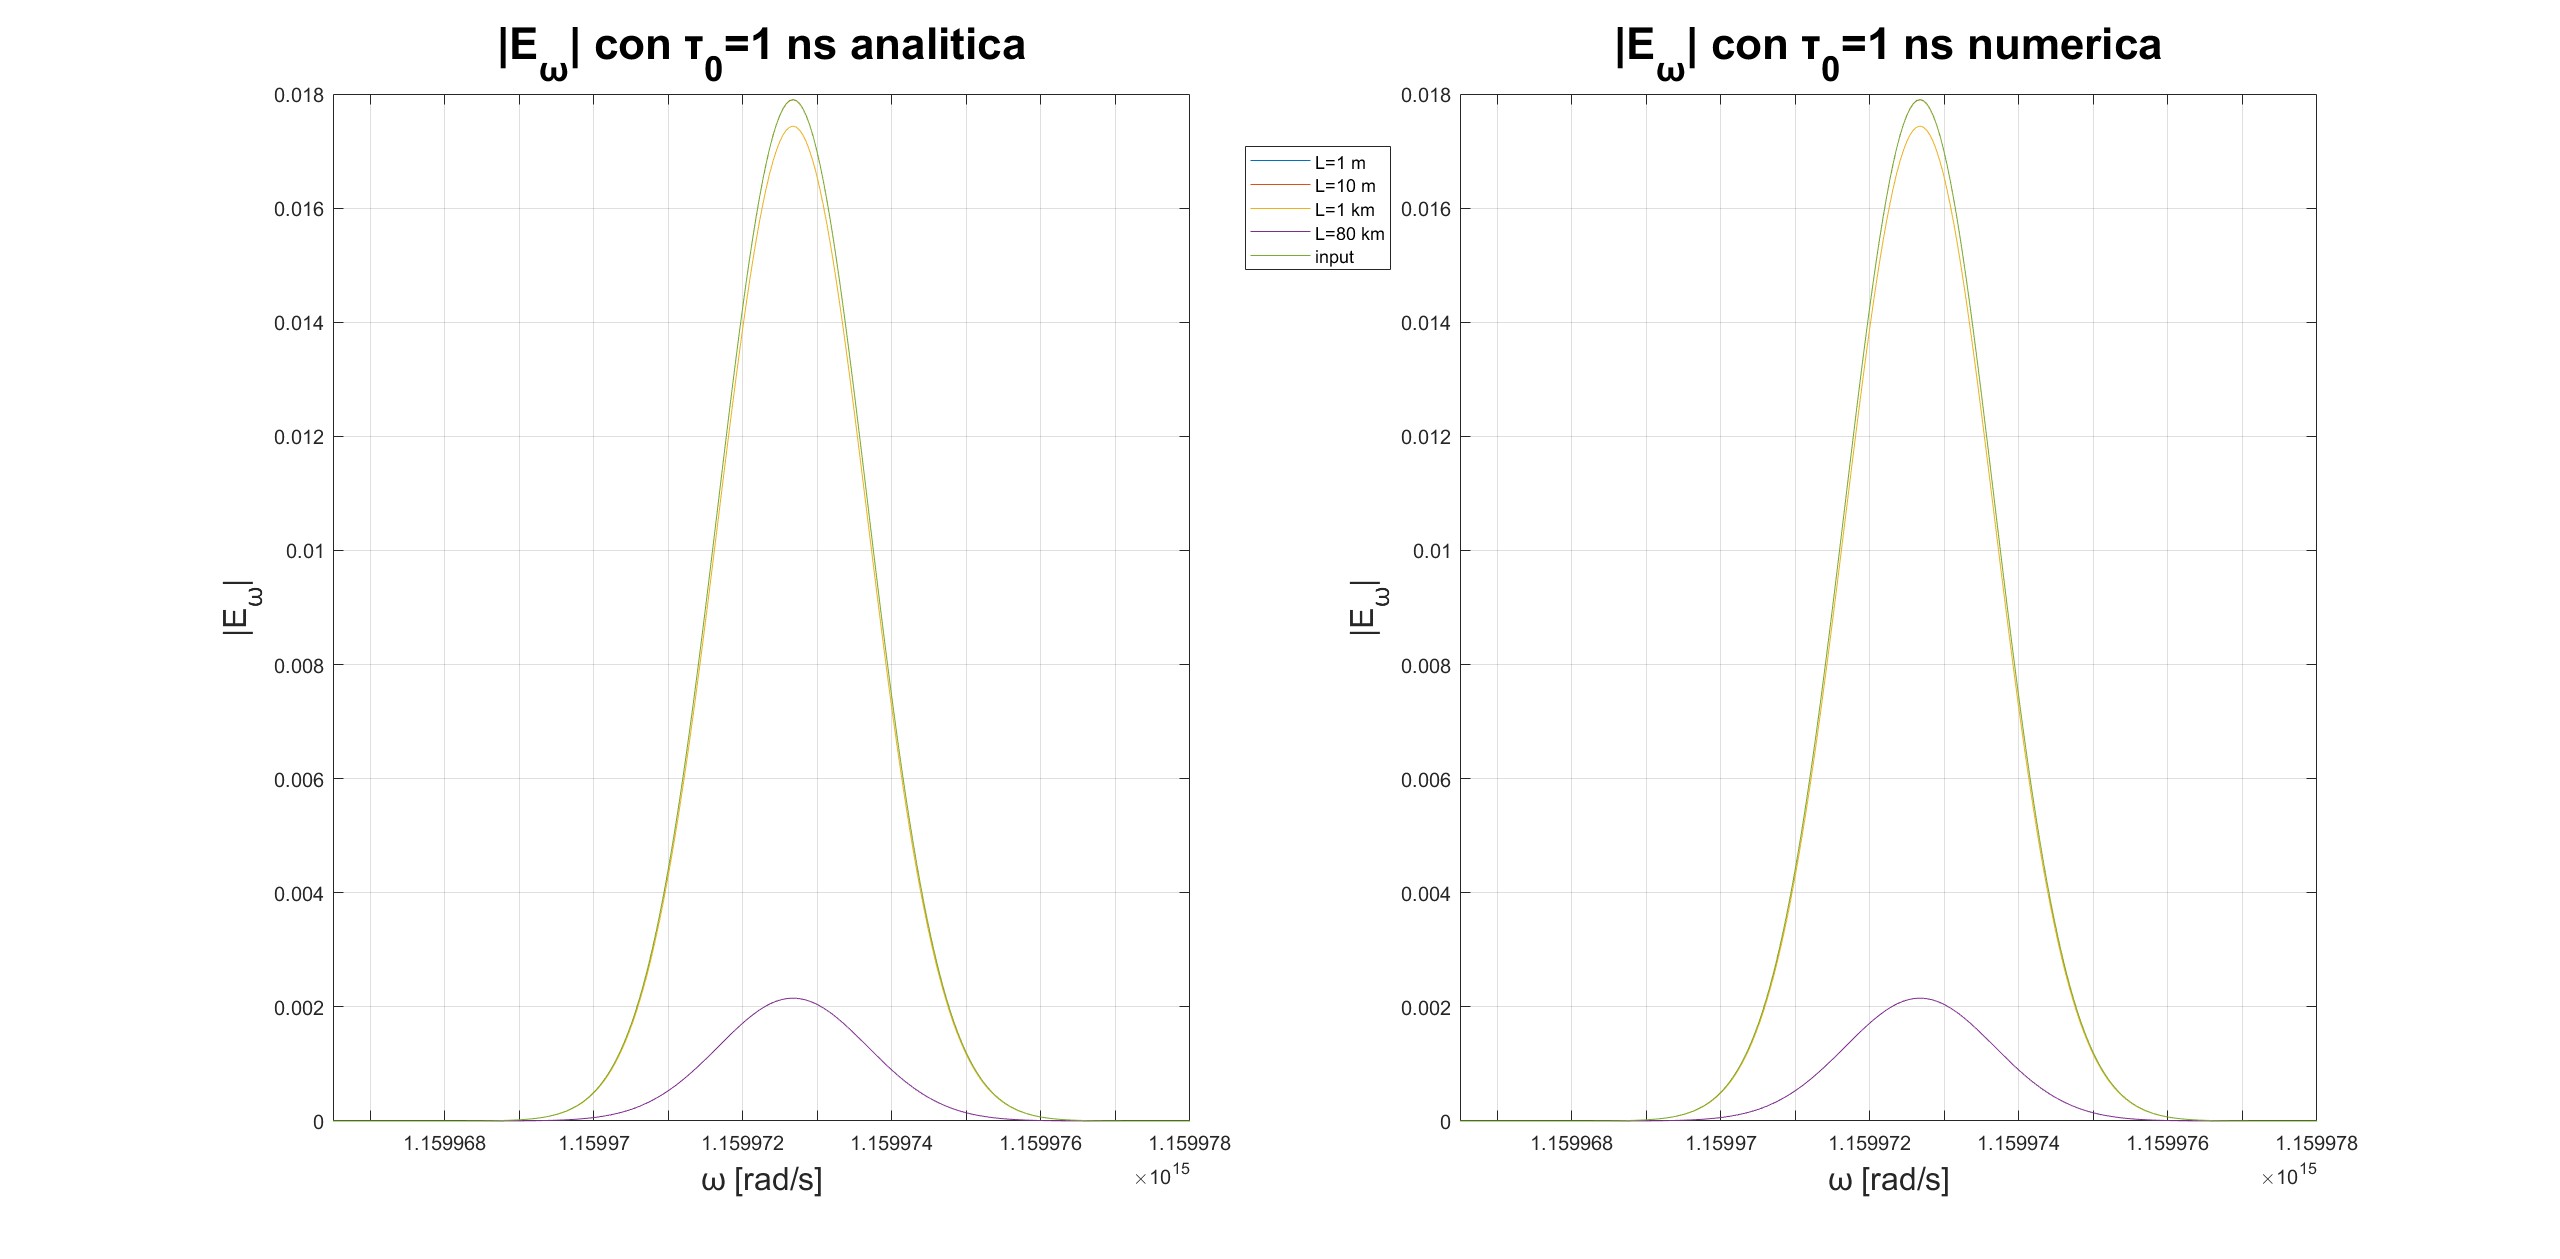 |Eω| con τ0=1 ns analitica
0.018
0.016
0.014
0.012
0.01
0.008
0.006
0.004
0.002
0
|Eω|
1.159968 1.15997 1.159972 1.159974 1.159976 1.159978
×10^15
ω [rad/s]
L=1 m
L=10 m
L=1 km
L=80 km
input
|Eω| con τ0=1 ns numerica
0.018
0.016
0.014
0.012
0.01
0.008
0.006
0.004
0.002
0
|Eω|
1.159968 1.15997 1.159972 1.159974 1.159976 1.159978
×10^15
ω [rad/s]